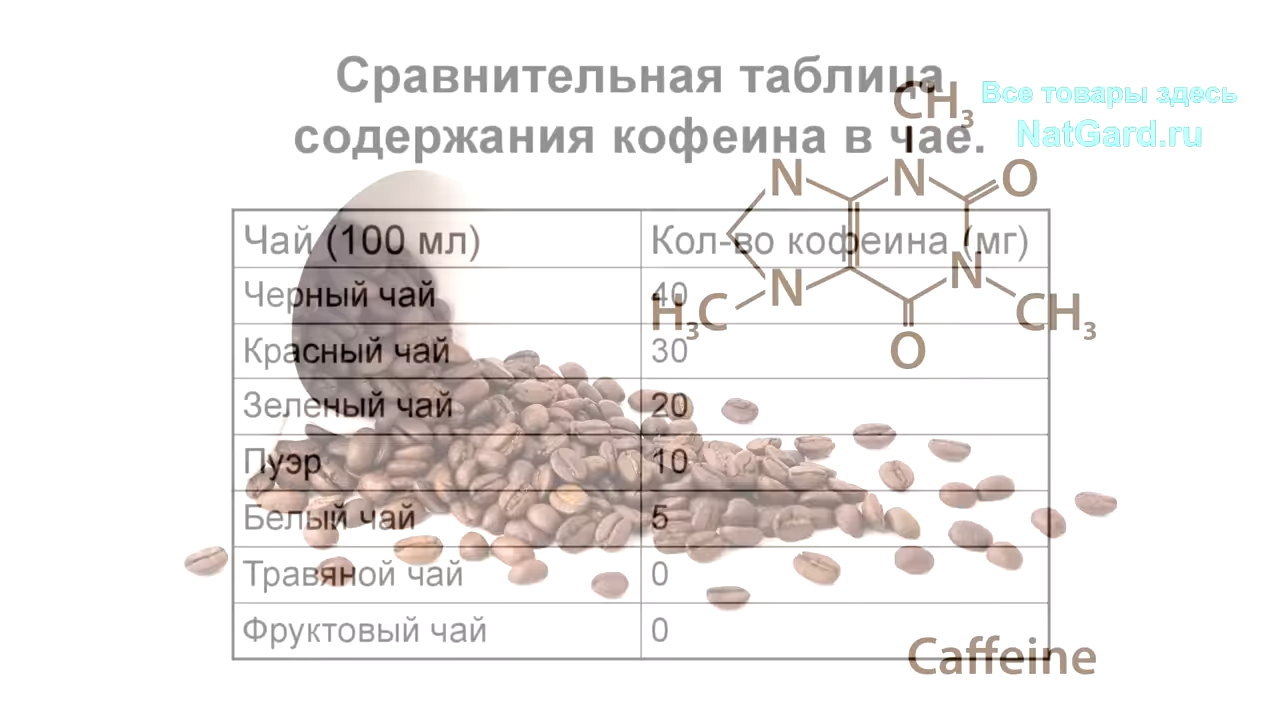 Сравнительная таблица
содержания кофеина в чае.
Все товары здесь
NatGard.ru
Чай (100 мл) Кол-во кофеина (мг)
Черный чай 40
Красный чай 30
Зеленый чай 20
Пуэр 10
Белый чай 5
Травяной чай 0
Фруктовый чай 0
CH3
N N O
N N
H3C CH3
O
Caffeine